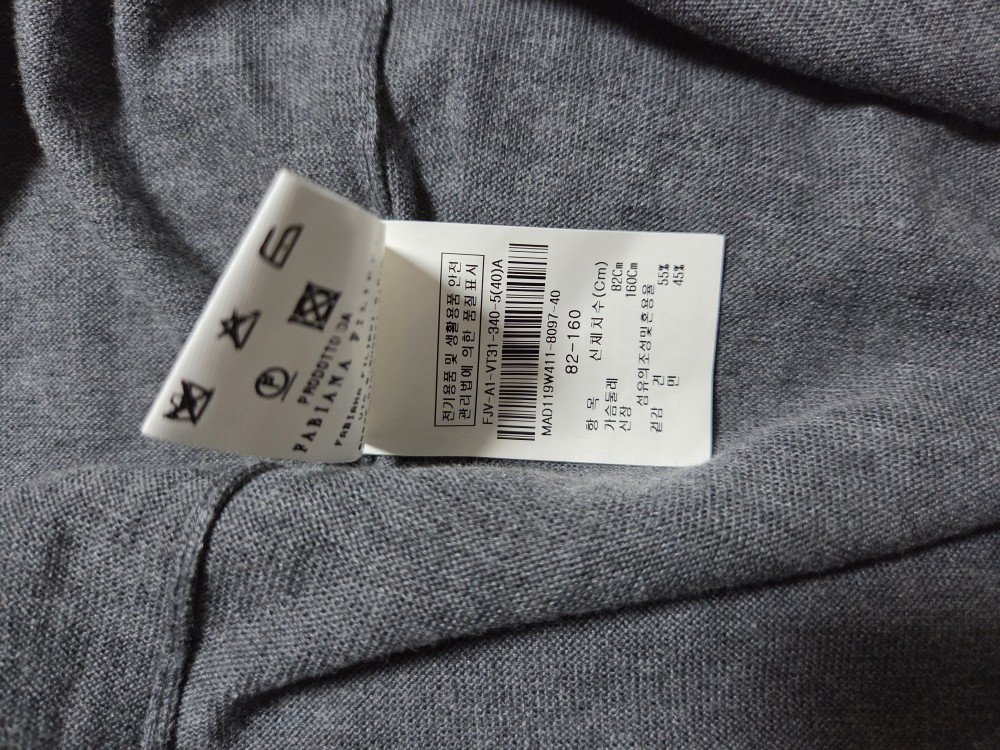 PRODOTTO DA
FABIANA FILIPPI
전기용품 및 생활용품 안전
관리법에 의한 품질표시
FJV-A1-VT31-340-5(40)A
MAD119W411-8097-40
82-160
항 목 신체치수(Cm)
가슴둘레 82Cm
신장 160Cm
섬유의조성및혼용율
겉감 견 55%
면 45%